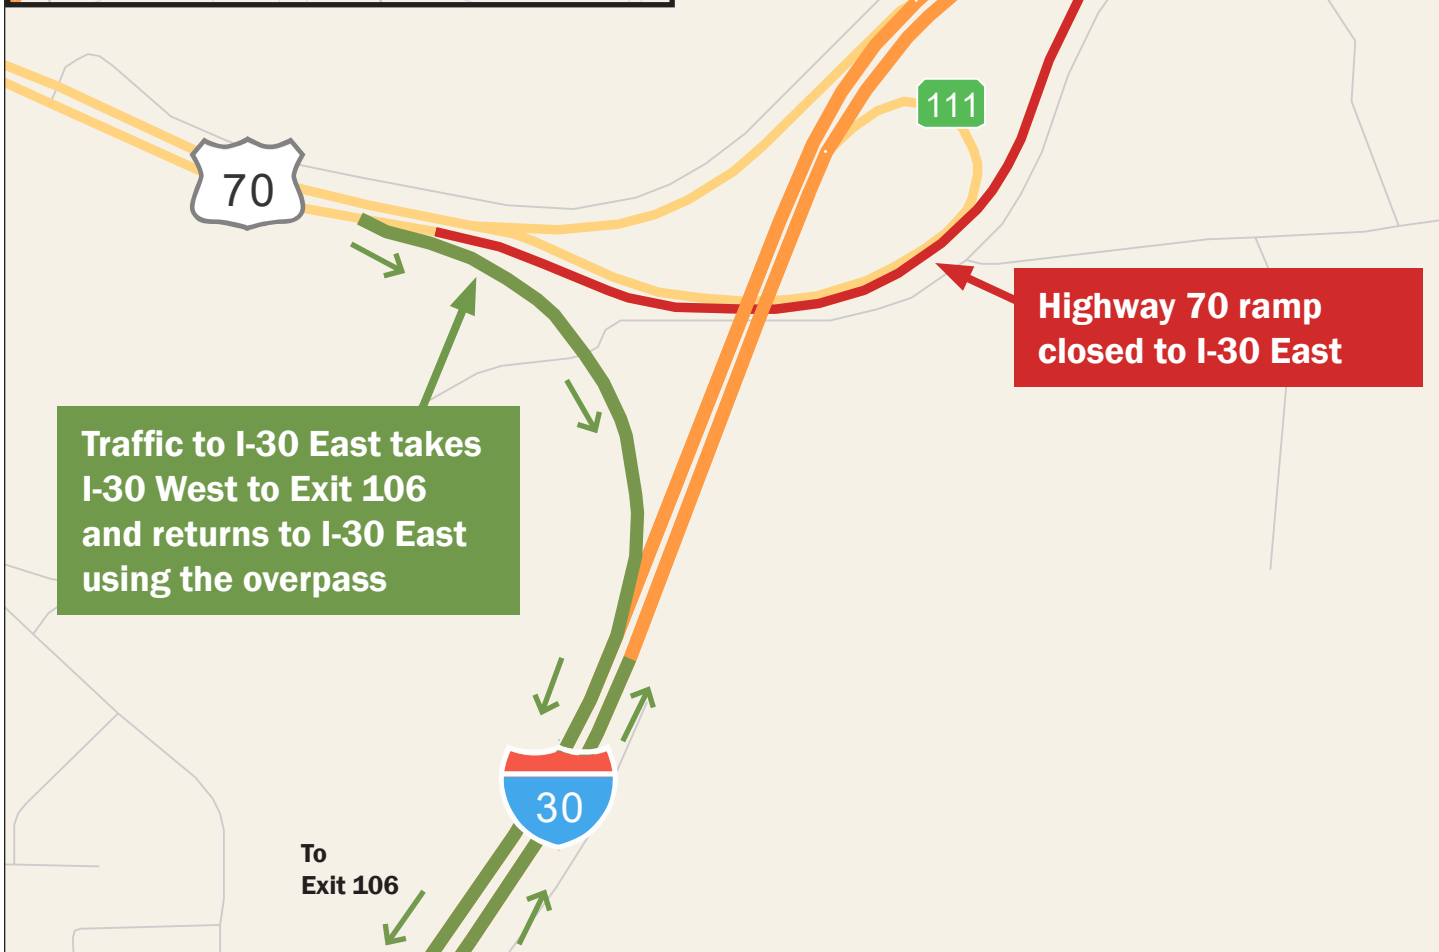 111
70
Highway 70 ramp
closed to I-30 East
Traffic to I-30 East takes
I-30 West to Exit 106
and returns to I-30 East
using the overpass
30
To
Exit 106